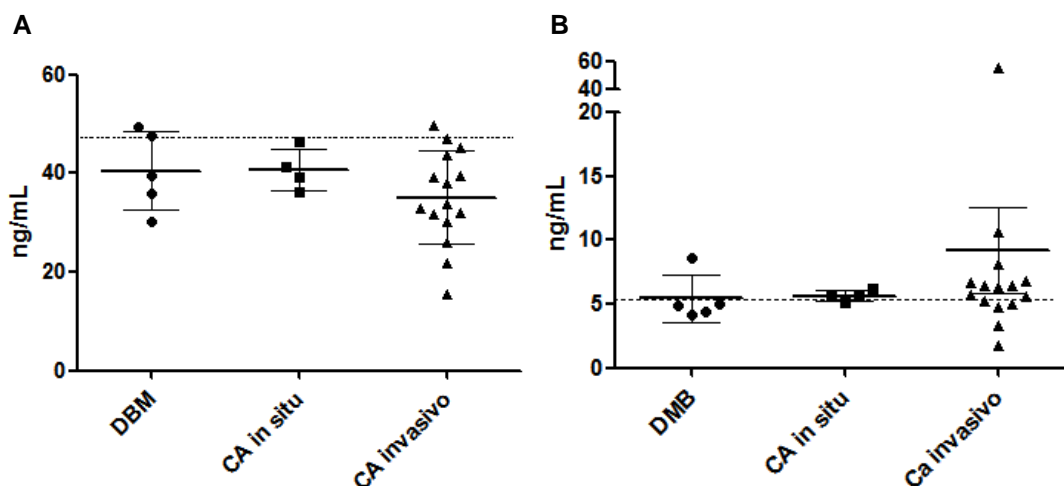 A
60
40
20
0
ng/mL
DBM
CA in situ
CA invasivo
B
60
40
20
15
10
5
0
ng/mL
DMB
CA in situ
Ca invasivo